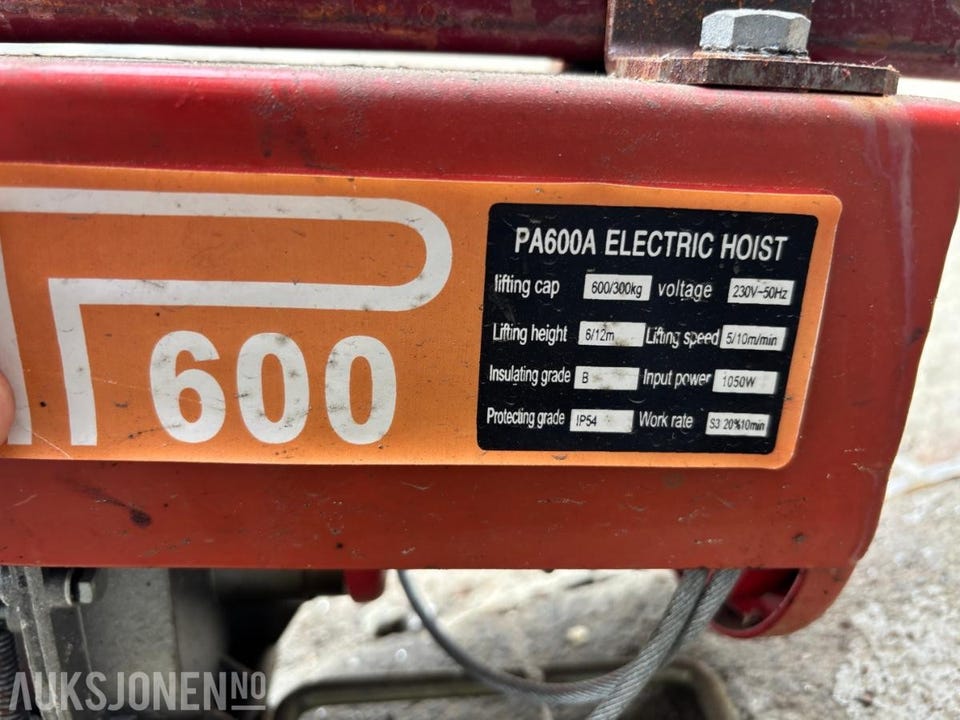 P
600
PA600A ELECTRIC HOIST
lifting cap 600/300kg voltage 230V~50Hz
Lifting height 6/12m Lifting speed 5/10m/min
Insulating grade B Input power 1050W
Protecting grade IP54 Work rate S3 20%10min
AUKSJONEN NO